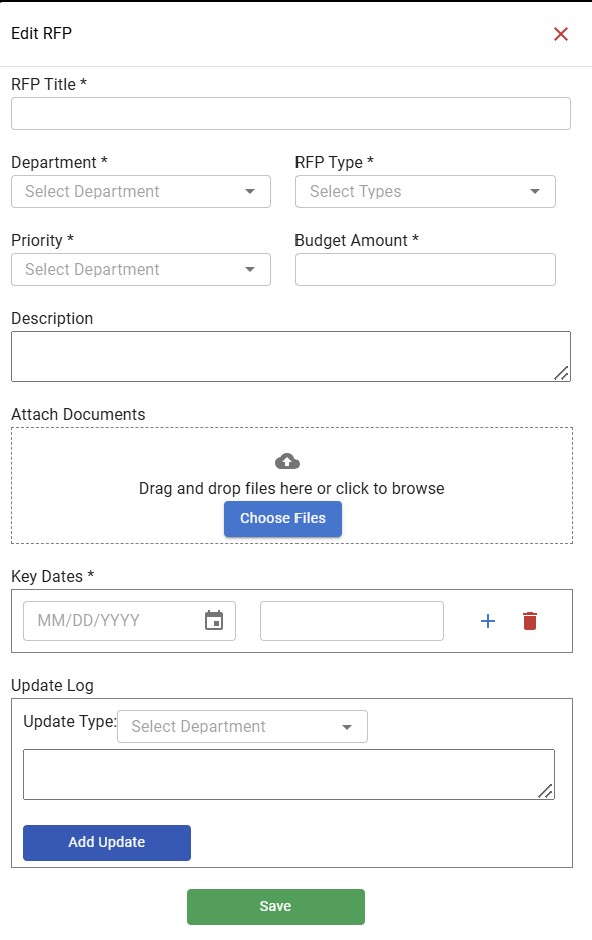 Edit RFP
RFP Title *
Department * RFP Type *
Select Department Select Types
Priority * Budget Amount *
Select Department
Description
Attach Documents
Drag and drop files here or click to browse
Choose Files
Key Dates *
MM/DD/YYYY
Update Log
Update Type: Select Department
Add Update
Save